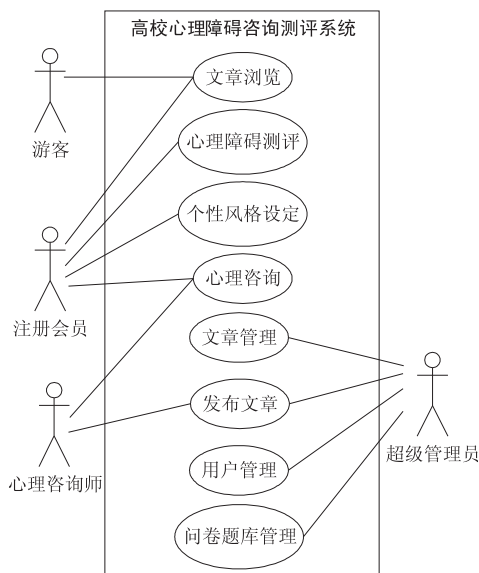 高校心理障碍咨询测评系统
文章浏览
游客
心理障碍测评
个性风格设定
心理咨询
注册会员
文章管理
发布文章
超级管理员
用户管理
心理咨询师
问卷题库管理